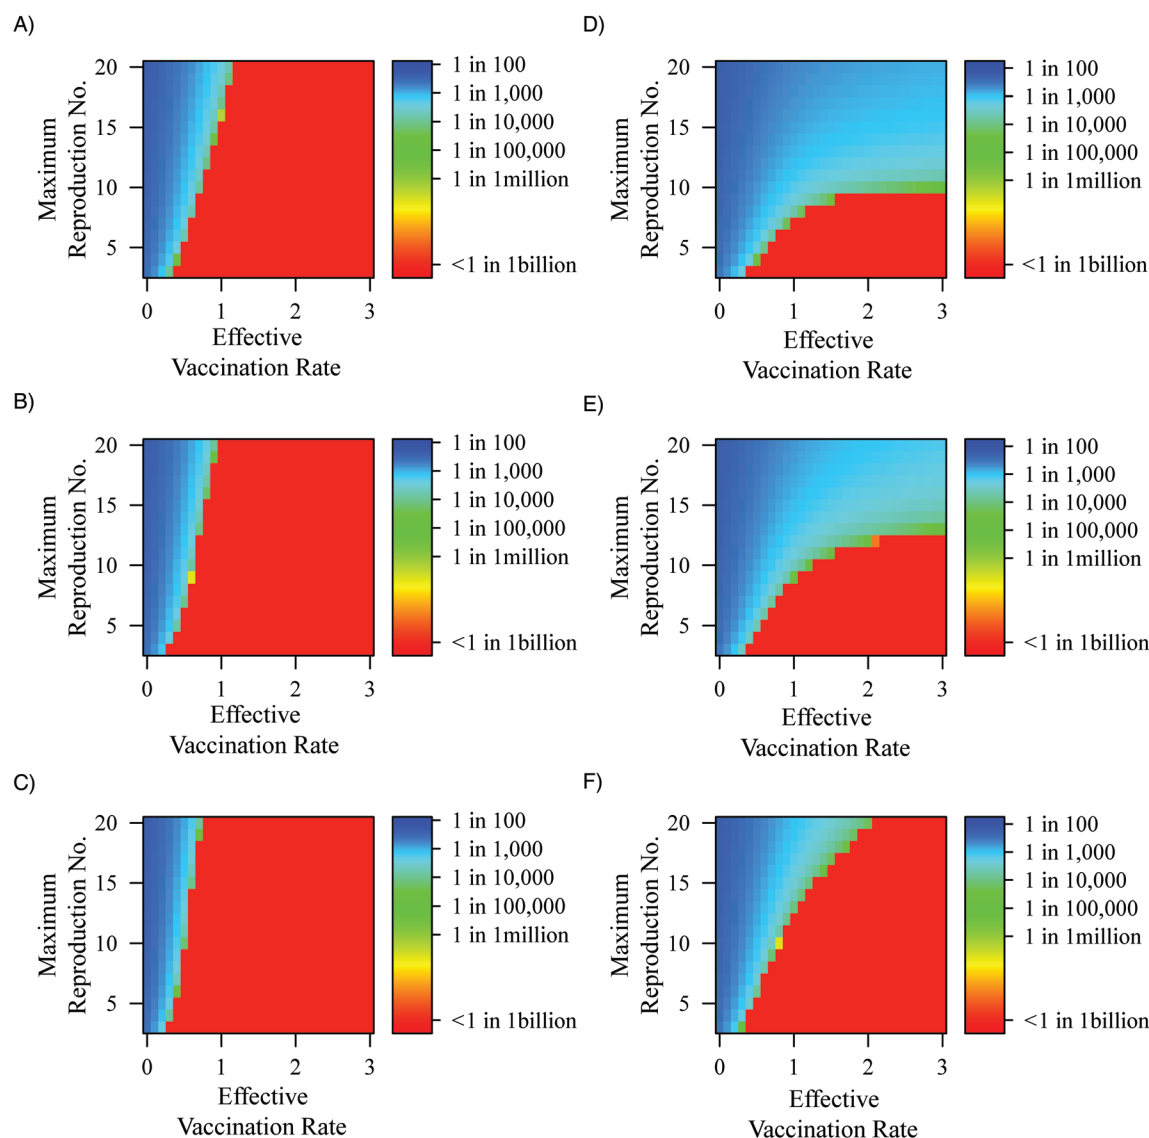 A)
Maximum
Reproduction No.
20
15
10
5
0 1 2 3
Effective
Vaccination Rate
1 in 100
1 in 1,000
1 in 10,000
1 in 100,000
1 in 1million
<1 in 1billion
D)
Maximum
Reproduction No.
20
15
10
5
0 1 2 3
Effective
Vaccination Rate
1 in 100
1 in 1,000
1 in 10,000
1 in 100,000
1 in 1million
<1 in 1billion
B)
Maximum
Reproduction No.
20
15
10
5
0 1 2 3
Effective
Vaccination Rate
1 in 100
1 in 1,000
1 in 10,000
1 in 100,000
1 in 1million
<1 in 1billion
E)
Maximum
Reproduction No.
20
15
10
5
0 1 2 3
Effective
Vaccination Rate
1 in 100
1 in 1,000
1 in 10,000
1 in 100,000
1 in 1million
<1 in 1billion
C)
Maximum
Reproduction No.
20
15
10
5
0 1 2 3
Effective
Vaccination Rate
1 in 100
1 in 1,000
1 in 10,000
1 in 100,000
1 in 1million
<1 in 1billion
F)
Maximum
Reproduction No.
20
15
10
5
0 1 2 3
Effective
Vaccination Rate
1 in 100
1 in 1,000
1 in 10,000
1 in 100,000
1 in 1million
<1 in 1billion